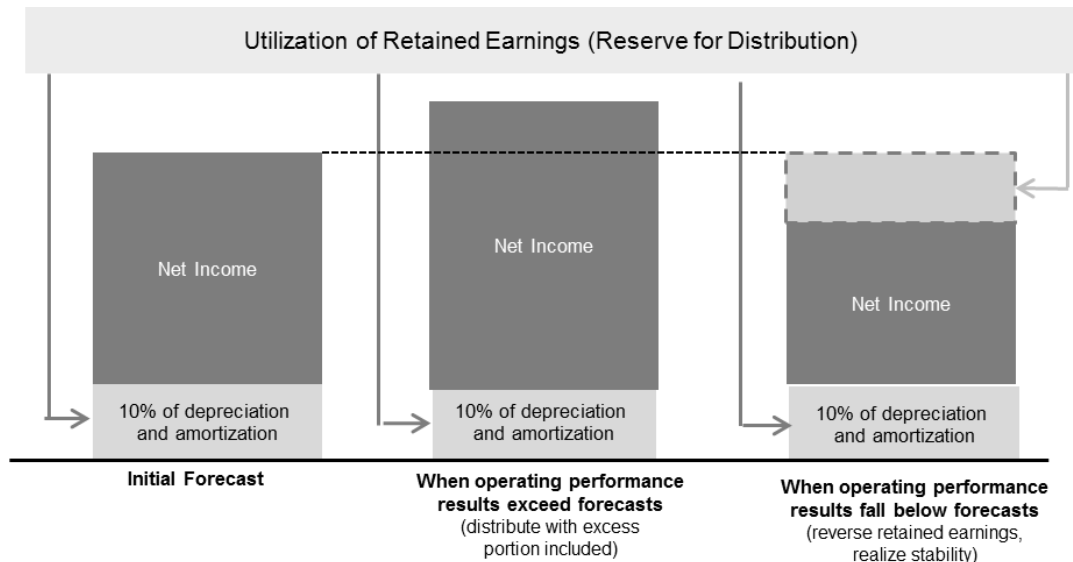 Utilization of Retained Earnings (Reserve for Distribution)
Net Income
10% of depreciation
and amortization
Initial Forecast
Net Income
10% of depreciation
and amortization
When operating performance
results exceed forecasts
(distribute with excess
portion included)
Net Income
10% of depreciation
and amortization
When operating performance
results fall below forecasts
(reverse retained earnings,
realize stability)